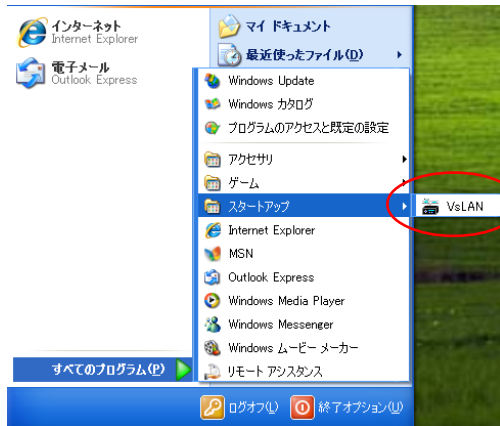 インターネット
Internet Explorer
電子メール
Outlook Express
マイ ドキュメント
最近使ったファイル(D)
Windows Update
Windows カタログ
プログラムのアクセスと既定の設定
アクセサリ
ゲーム
スタートアップ
VsLAN
Internet Explorer
MSN
Outlook Express
Windows Media Player
Windows Messenger
Windows ムービー メーカー
リモート アシスタンス
すべてのプログラム(P)
ログオフ(L)
終了オプション(U)